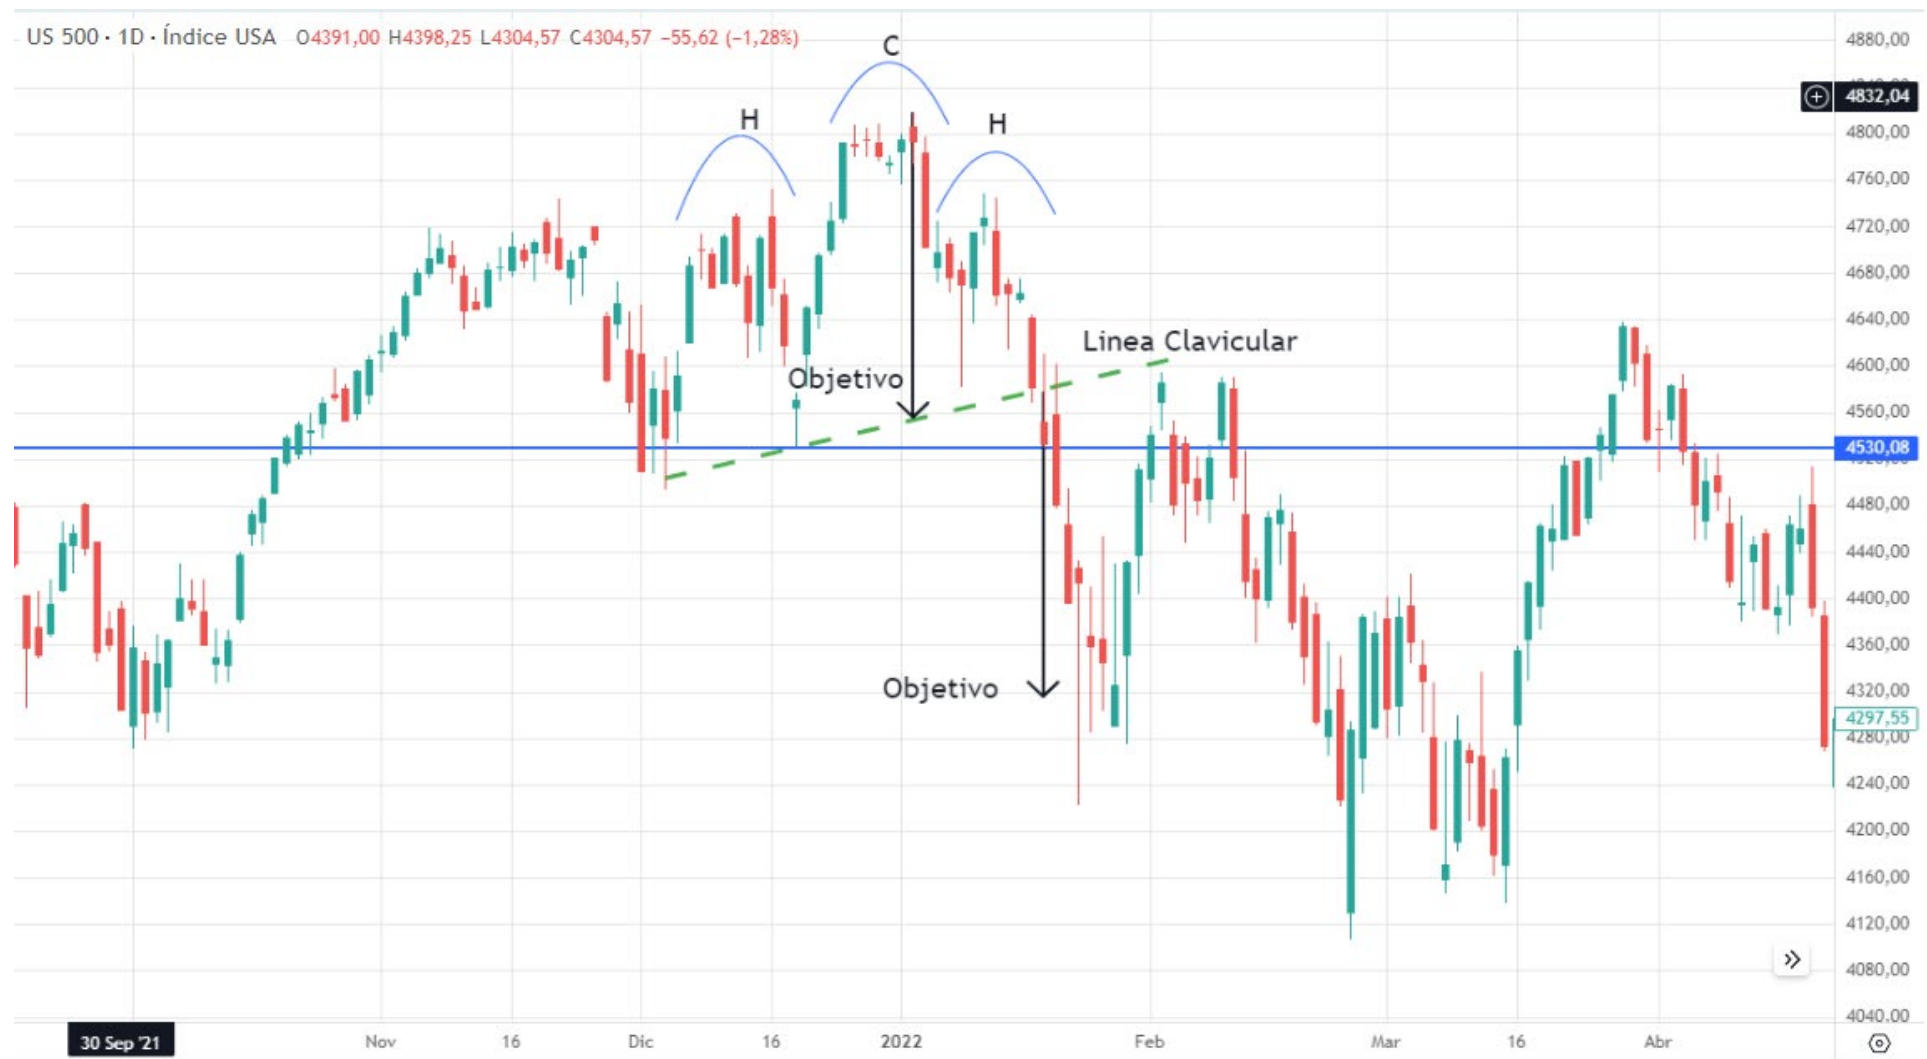 US 500 · 1D · Índice USA O4391,00 H4398,25 L4304,57 C4304,57 −55,62 (−1,28%)
C
H
H
Linea Clavicular
Objetivo
Objetivo
4880,00
4832,04
4800,00
4760,00
4720,00
4680,00
4640,00
4600,00
4560,00
4530,08
4480,00
4440,00
4400,00
4360,00
4320,00
4297,55
4280,00
4240,00
4200,00
4160,00
4120,00
4080,00
4040,00
30 Sep '21 Nov 16 Dic 16 2022 Feb Mar 16 Abr